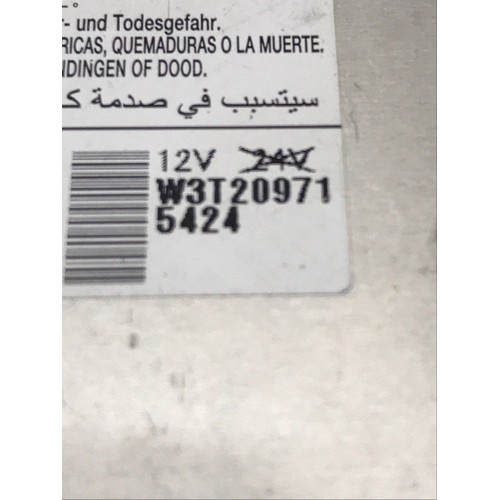 - und Todesgefahr.
RICAS, QUEMADURAS O LA MUERTE.
NDINGEN OF DOOD.
سيتسبب في صدمة ك
12V 24V
W3T20971
5424